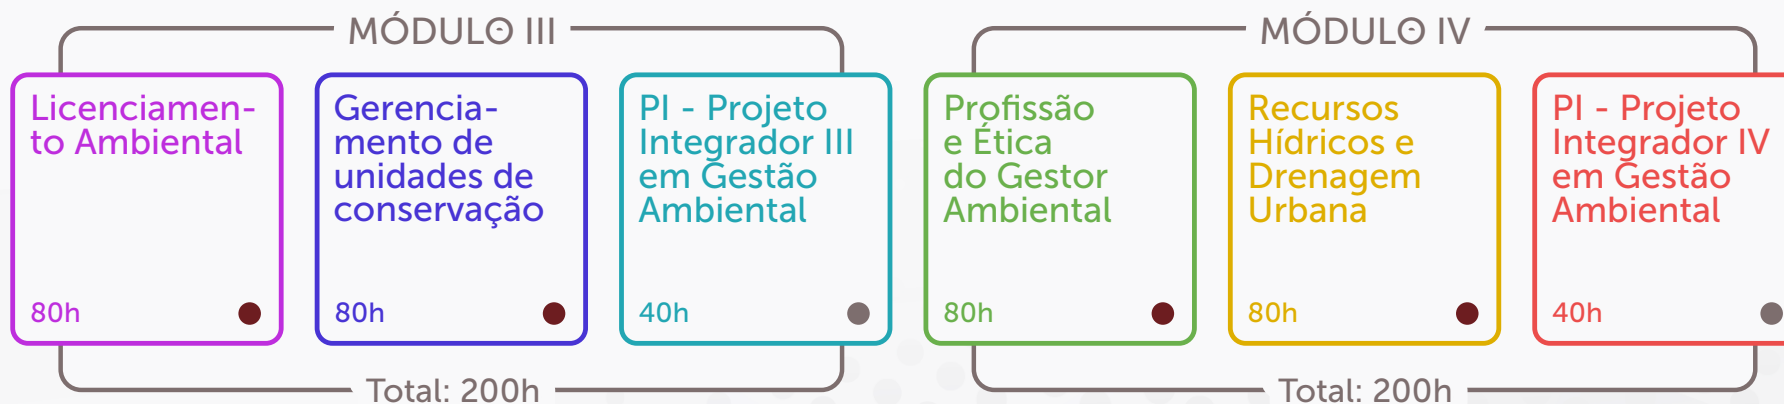 MÓDULO III
Licenciamen-
to Ambiental
80h
Gerencia-
mento de
unidades de
conservação
80h
PI - Projeto
Integrador III
em Gestão
Ambiental
40h
Total: 200h
MÓDULO IV
Profissão
e Ética
do Gestor
Ambiental
80h
Recursos
Hídricos e
Drenagem
Urbana
80h
PI - Projeto
Integrador IV
em Gestão
Ambiental
40h
Total: 200h